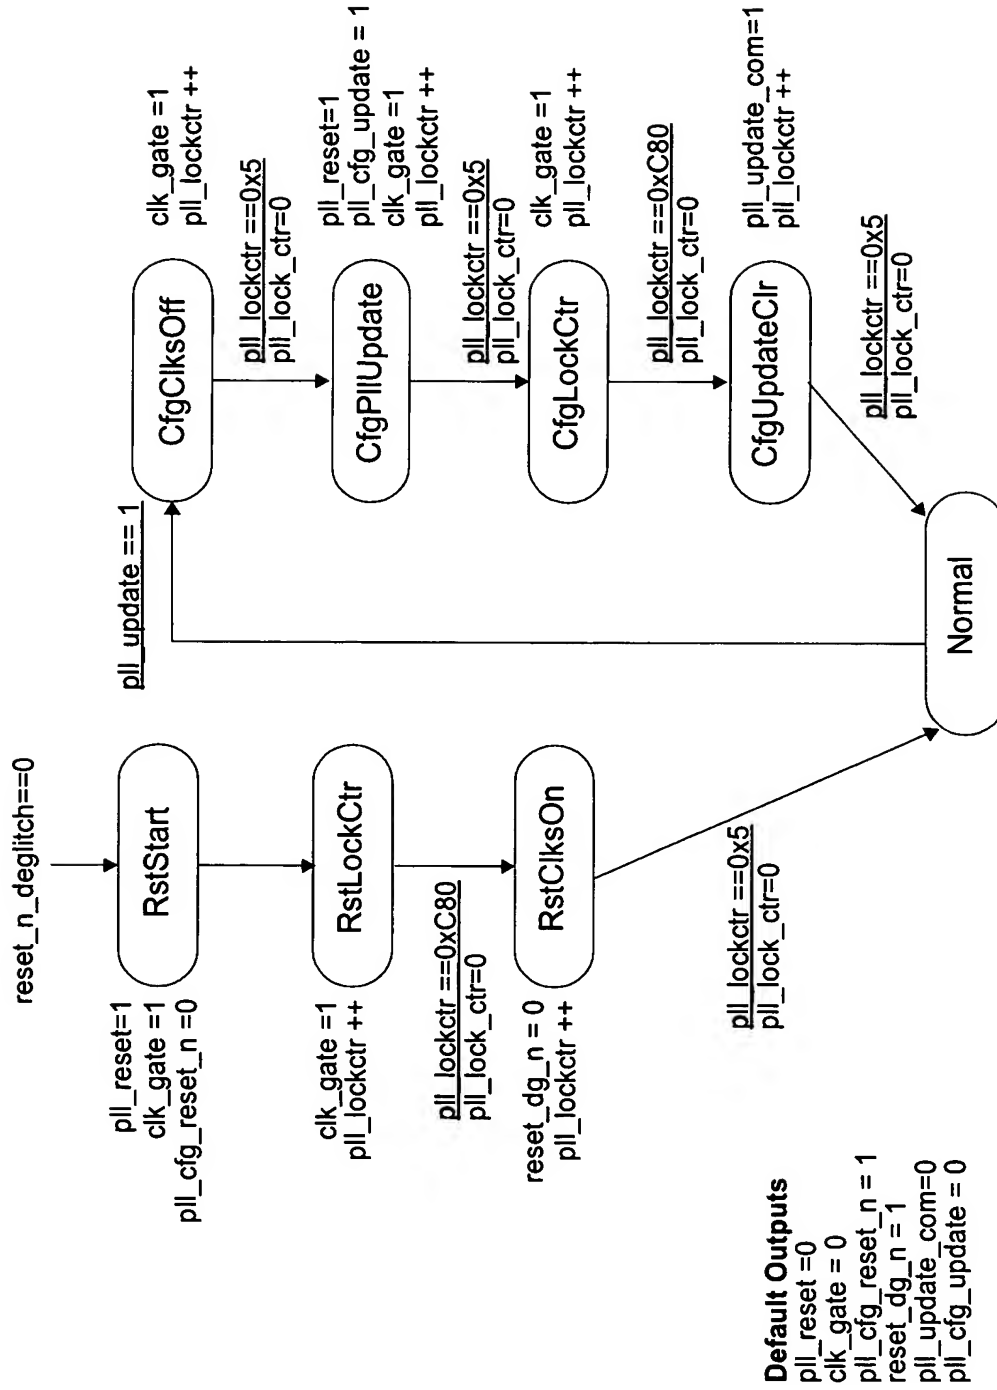 reset_n_deglitch==0
RstStart
pll_reset=1
clk_gate =1
pll_cfg_reset_n =0
RstLockCtr
clk_gate =1
pll_lockctr ++
pll_lockctr ==0xC80
pll_lock_ctr=0
RstClksOn
reset_dg_n = 0
pll_lockctr ++
pll_lockctr ==0x5
pll_lock_ctr=0
Normal
pll_update == 1
CfgClksOff
clk_gate =1
pll_lockctr ++
pll_lockctr ==0x5
pll_lock_ctr=0
CfgPllUpdate
pll_reset=1
pll_cfg_update = 1
clk_gate =1
pll_lockctr ++
pll_lockctr ==0x5
pll_lock_ctr=0
CfgLockCtr
clk_gate =1
pll_lockctr ++
pll_lockctr ==0xC80
pll_lock_ctr=0
CfgUpdateClr
pll_update_com=1
pll_lockctr ++
pll_lockctr ==0x5
pll_lock_ctr=0
Default Outputs
pll_reset =0
clk_gate = 0
pll_cfg_reset_n = 1
reset_dg_n = 1
pll_update_com=0
pll_cfg_update = 0